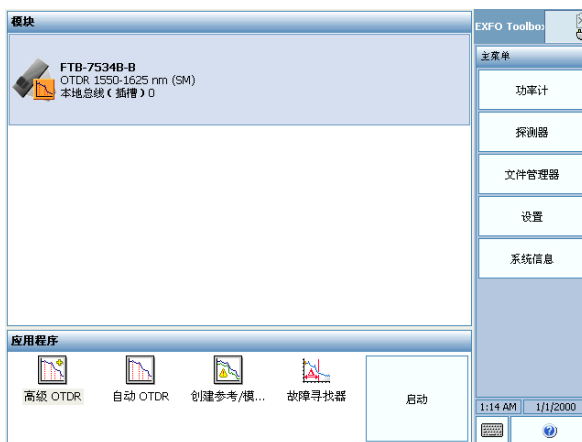 模块
FTB-7534B-B
OTDR 1550-1625 nm (SM)
本地总线 ( 插槽 ) 0
应用程序
高级 OTDR
自动 OTDR
创建参考/模...
故障寻找器
启动
EXFO Toolbox
主菜单
功率计
探测器
文件管理器
设置
系统信息
1:14 AM
1/1/2000